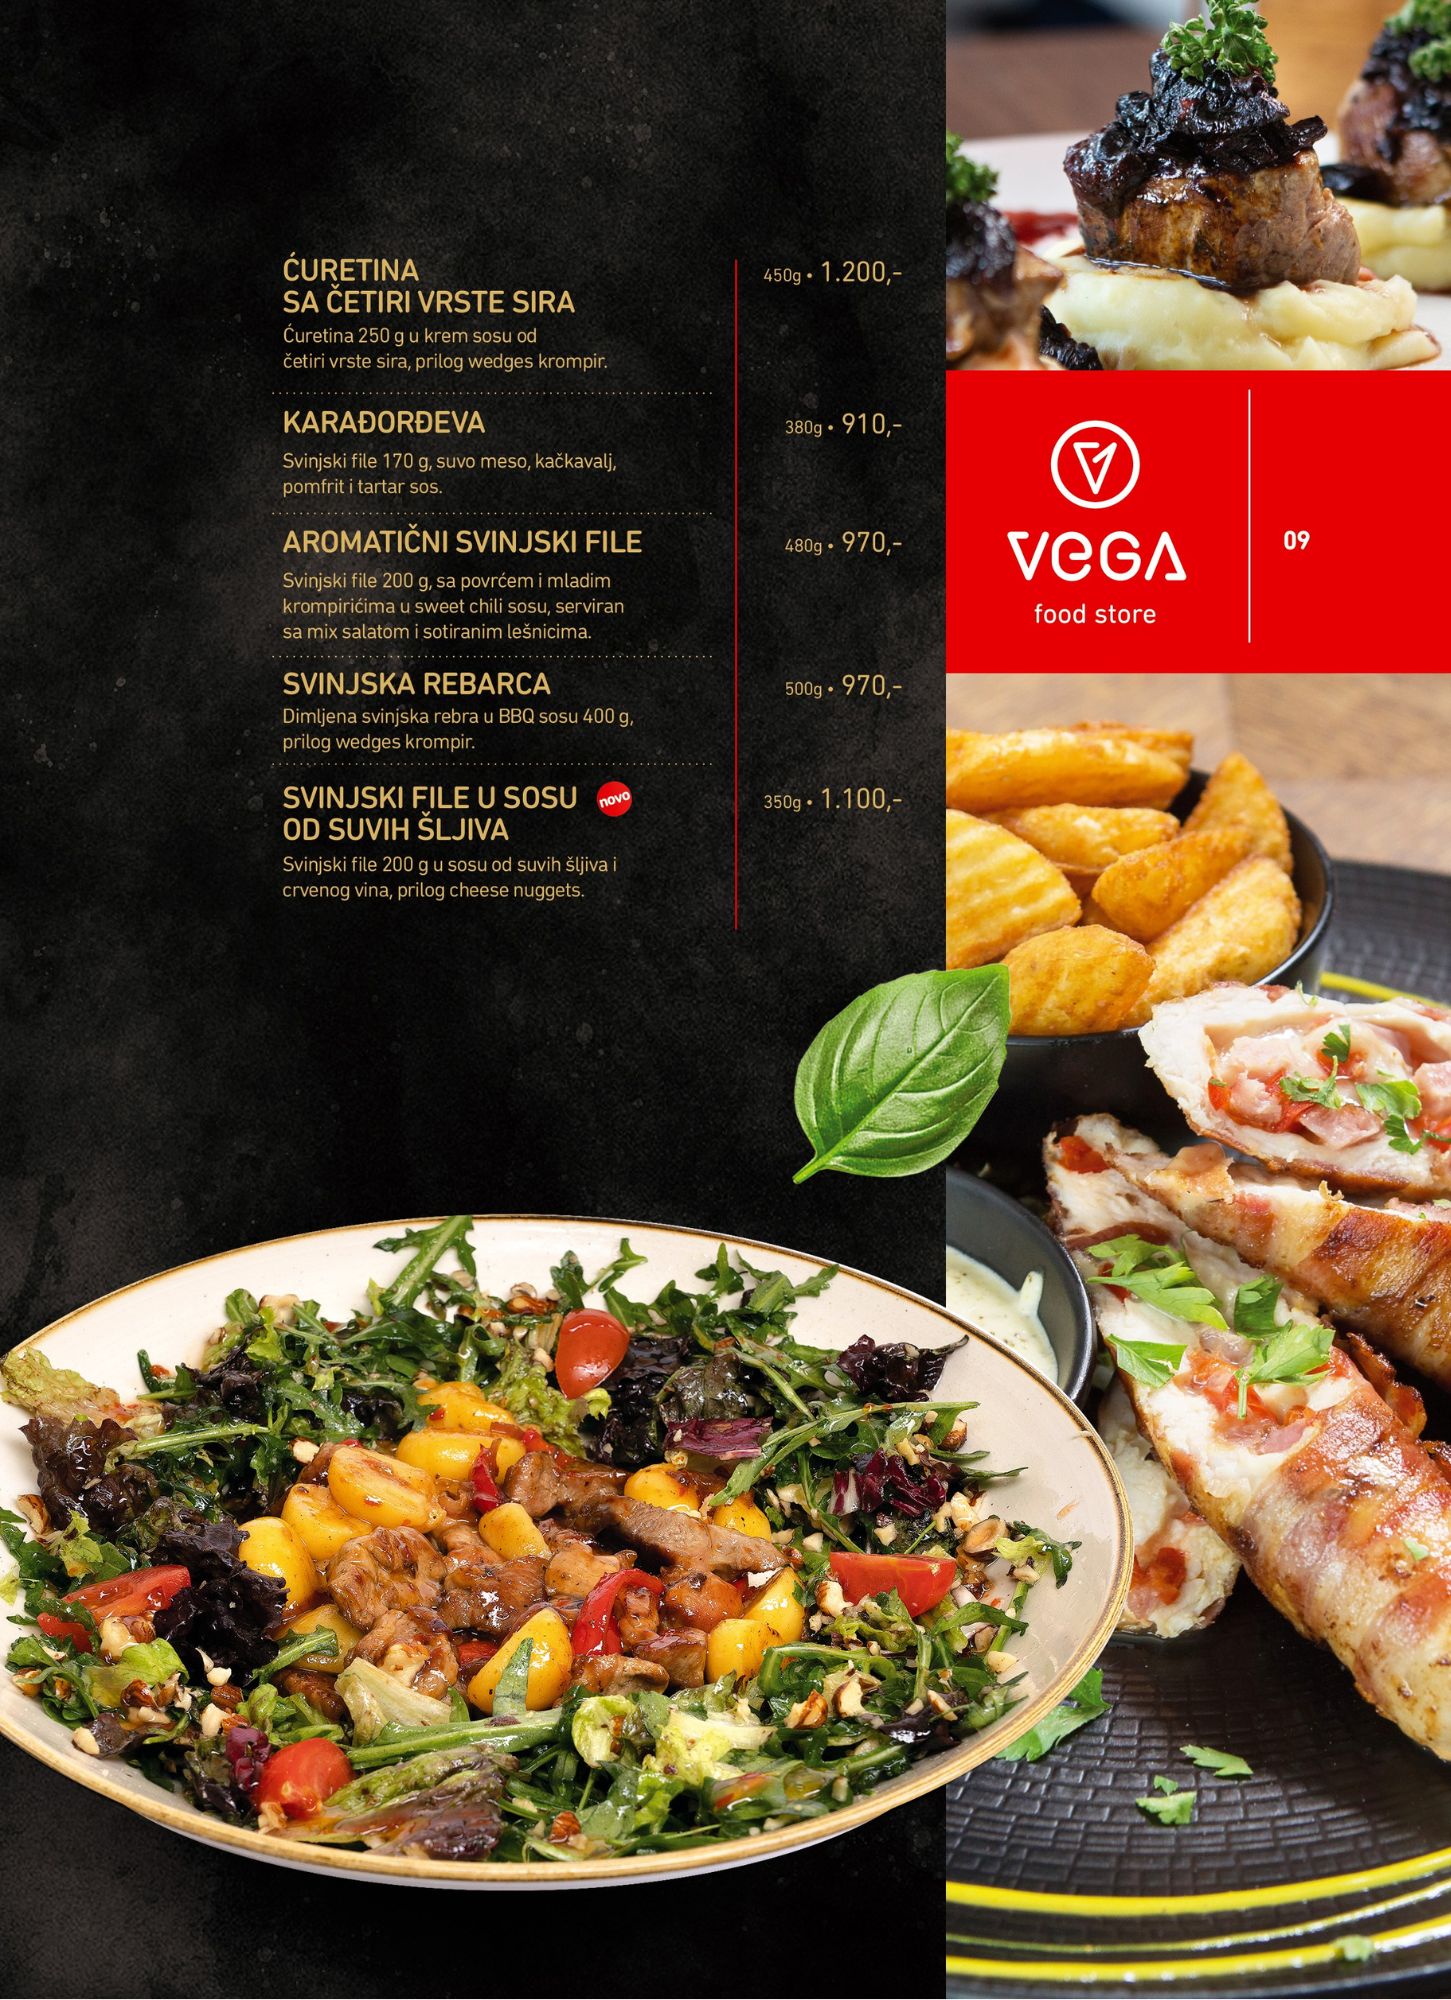 ĆURETINA
SA ČETIRI VRSTE SIRA
450g • 1.200,-
Ćuretina 250 g u krem sosu od
četiri vrste sira, prilog wedges krompir.
KARAĐORĐEVA
380g • 910,-
Svinjski file 170 g, suvo meso, kačkavalj,
pomfrit i tartar sos.
AROMATIČNI SVINJSKI FILE
480g • 970,-
Svinjski file 200 g, sa povrćem i mladim
krompirićima u sweet chili sosu, serviran
sa mix salatom i sotiranim lešnicima.
SVINJSKA REBARCA
500g • 970,-
Dimljena svinjska rebra u BBQ sosu 400 g,
prilog wedges krompir.
SVINJSKI FILE U SOSU
novo
OD SUVIH ŠLJIVA
350g • 1.100,-
Svinjski file 200 g u sosu od suvih šljiva i
crvenog vina, prilog cheese nuggets.
VEGA
food store
09